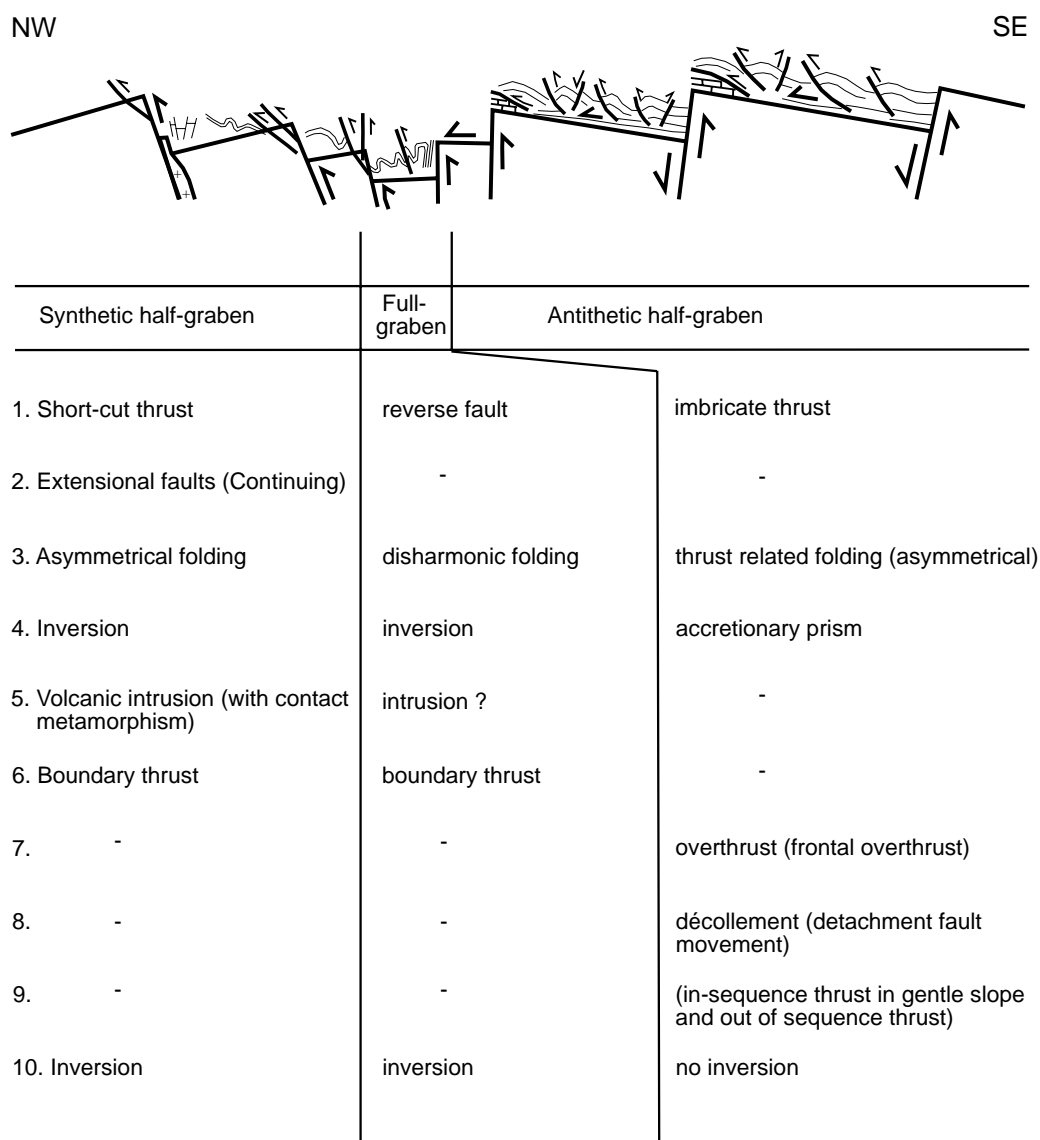 NW SE
Synthetic half-graben Full-graben Antithetic half-graben
1. Short-cut thrust reverse fault imbricate thrust
2. Extensional faults (Continuing) - -
3. Asymmetrical folding disharmonic folding thrust related folding (asymmetrical)
4. Inversion inversion accretionary prism
5. Volcanic intrusion (with contact intrusion ? -
metamorphism)
6. Boundary thrust boundary thrust -
7. - - overthrust (frontal overthrust)
8. - - décollement (detachment fault
movement)
9. - - (in-sequence thrust in gentle slope
and out of sequence thrust)
10. Inversion inversion no inversion